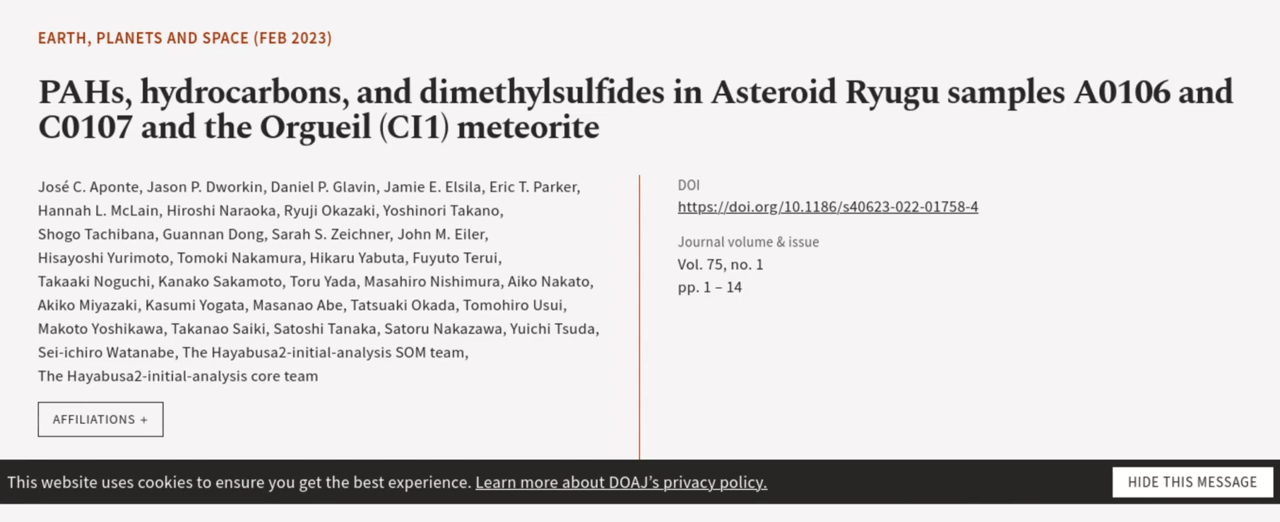 EARTH, PLANETS AND SPACE (FEB 2023)
PAHs, hydrocarbons, and dimethylsulfides in Asteroid Ryugu samples A0106 and
C0107 and the Orgueil (CI1) meteorite
José C. Aponte, Jason P. Dworkin, Daniel P. Glavin, Jamie E. Elsila, Eric T. Parker,
Hannah L. McLain, Hiroshi Naraoka, Ryuji Okazaki, Yoshinori Takano,
Shogo Tachibana, Guannan Dong, Sarah S. Zeichner, John M. Eiler,
Hisayoshi Yurimoto, Tomoki Nakamura, Hikaru Yabuta, Fuyuto Terui,
Takaaki Noguchi, Kanako Sakamoto, Toru Yada, Masahiro Nishimura, Aiko Nakato,
Akiko Miyazaki, Kasumi Yogata, Masanao Abe, Tatsuaki Okada, Tomohiro Usui,
Makoto Yoshikawa, Takanao Saiki, Satoshi Tanaka, Satoru Nakazawa, Yuichi Tsuda,
Sei-ichiro Watanabe, The Hayabusa2-initial-analysis SOM team,
The Hayabusa2-initial-analysis core team
AFFILIATIONS +
DOI
https://doi.org/10.1186/s40623-022-01758-4
Journal volume & issue
Vol. 75, no. 1
pp. 1 – 14
This website uses cookies to ensure you get the best experience. Learn more about DOAJ’s privacy policy.
HIDE THIS MESSAGE